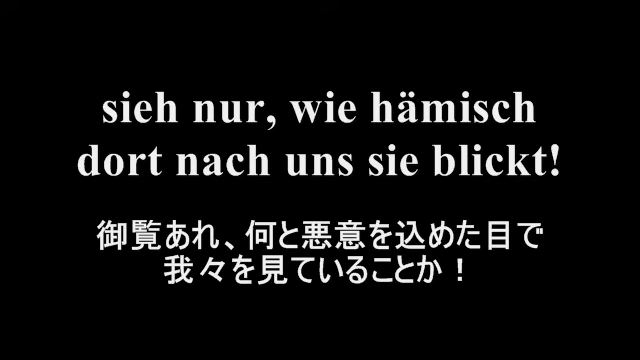 sieh nur, wie hämisch
dort nach uns sie blickt!
御覧あれ、何と悪意を込めた目で
我々を見ていることか！